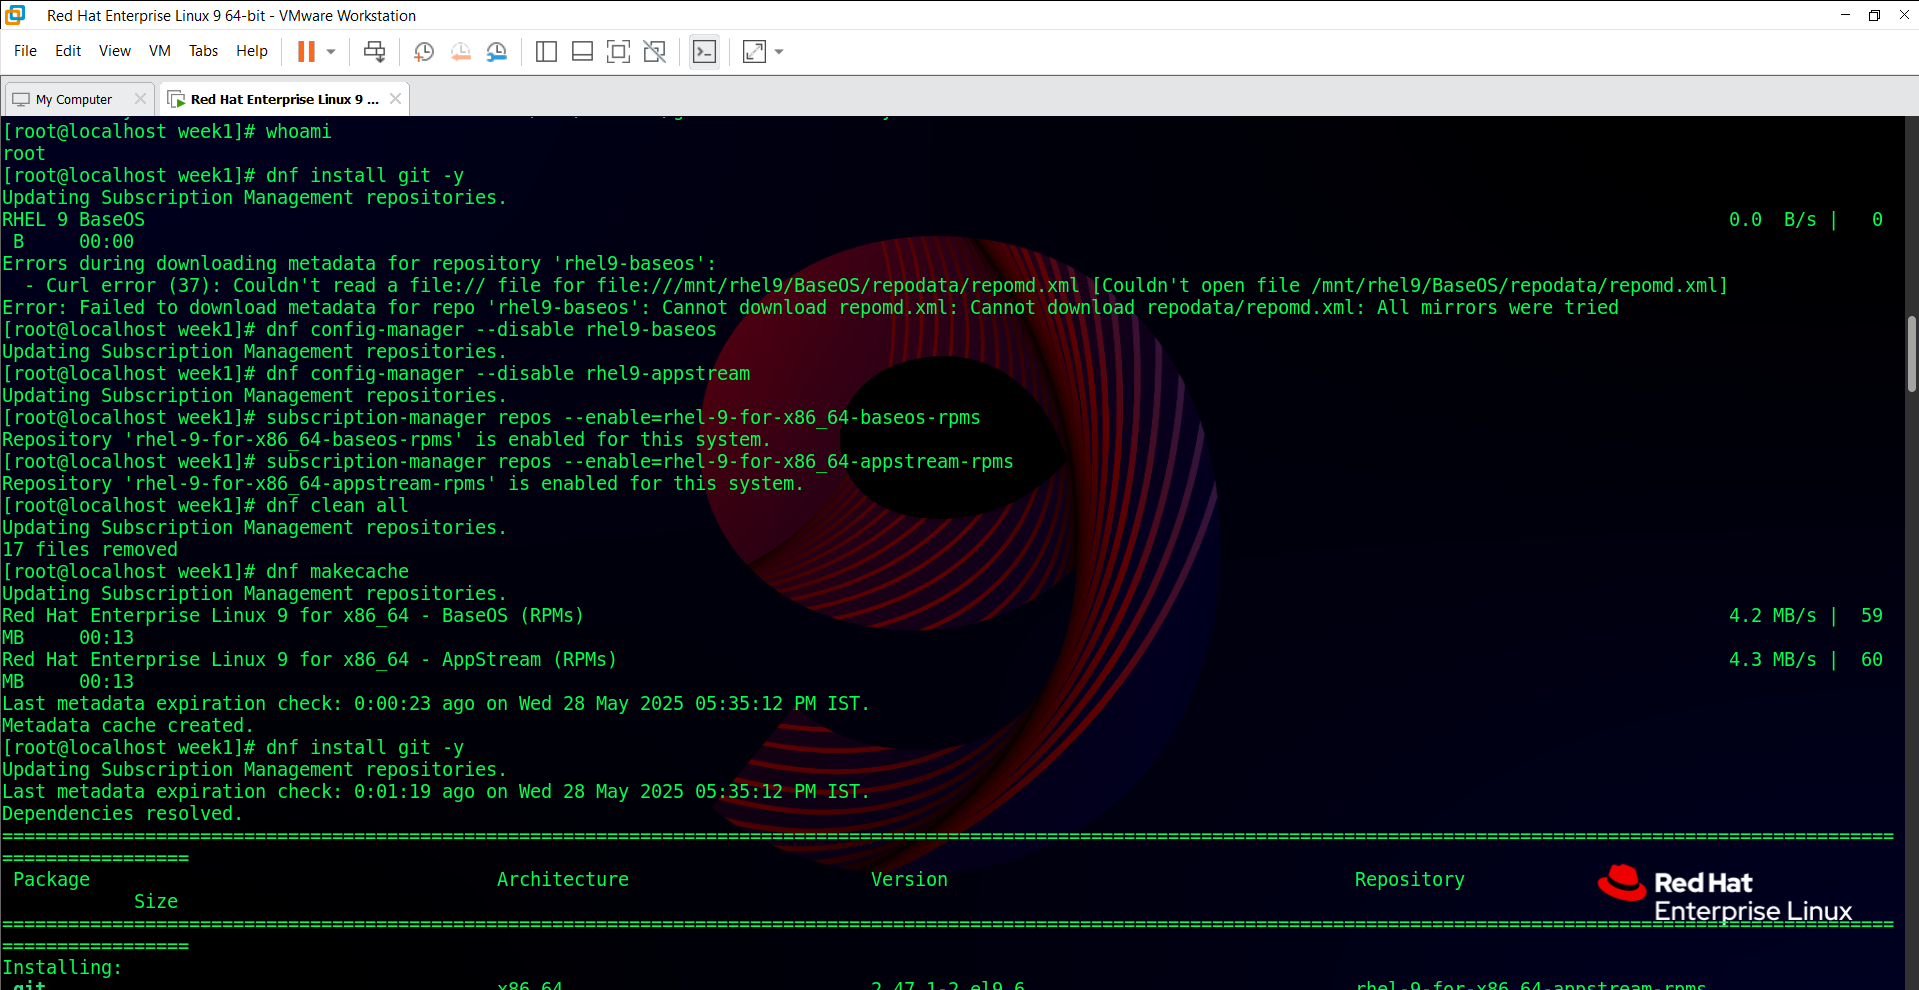 Red Hat Enterprise Linux 9 64-bit - VMware Workstation
File Edit View VM Tabs Help
My Computer
Red Hat Enterprise Linux 9 ...
[root@localhost week1]# whoami
root
[root@localhost week1]# dnf install git -y
Updating Subscription Management repositories.
RHEL 9 BaseOS 0.0 B/s | 0
B 00:00
Errors during downloading metadata for repository 'rhel9-baseos':
- Curl error (37): Couldn't read a file:// file for file:///mnt/rhel9/BaseOS/repodata/repomd.xml [Couldn't open file /mnt/rhel9/BaseOS/repodata/repomd.xml]
Error: Failed to download metadata for repo 'rhel9-baseos': Cannot download repomd.xml: Cannot download repodata/repomd.xml: All mirrors were tried
[root@localhost week1]# dnf config-manager --disable rhel9-baseos
Updating Subscription Management repositories.
[root@localhost week1]# dnf config-manager --disable rhel9-appstream
Updating Subscription Management repositories.
[root@localhost week1]# subscription-manager repos --enable=rhel-9-for-x86_64-baseos-rpms
Repository 'rhel-9-for-x86_64-baseos-rpms' is enabled for this system.
[root@localhost week1]# subscription-manager repos --enable=rhel-9-for-x86_64-appstream-rpms
Repository 'rhel-9-for-x86_64-appstream-rpms' is enabled for this system.
[root@localhost week1]# dnf clean all
Updating Subscription Management repositories.
17 files removed
[root@localhost week1]# dnf makecache
Updating Subscription Management repositories.
Red Hat Enterprise Linux 9 for x86_64 - BaseOS (RPMs) 4.2 MB/s | 59
MB 00:13
Red Hat Enterprise Linux 9 for x86_64 - AppStream (RPMs) 4.3 MB/s | 60
MB 00:13
Last metadata expiration check: 0:00:23 ago on Wed 28 May 2025 05:35:12 PM IST.
Metadata cache created.
[root@localhost week1]# dnf install git -y
Updating Subscription Management repositories.
Last metadata expiration check: 0:01:19 ago on Wed 28 May 2025 05:35:12 PM IST.
Dependencies resolved.
Package Architecture Version Repository
Size
Red Hat
Enterprise Linux
Installing:
git x86_64 2.47.1-2.el9_6 rhel-9-for-x86_64-appstream-rpms